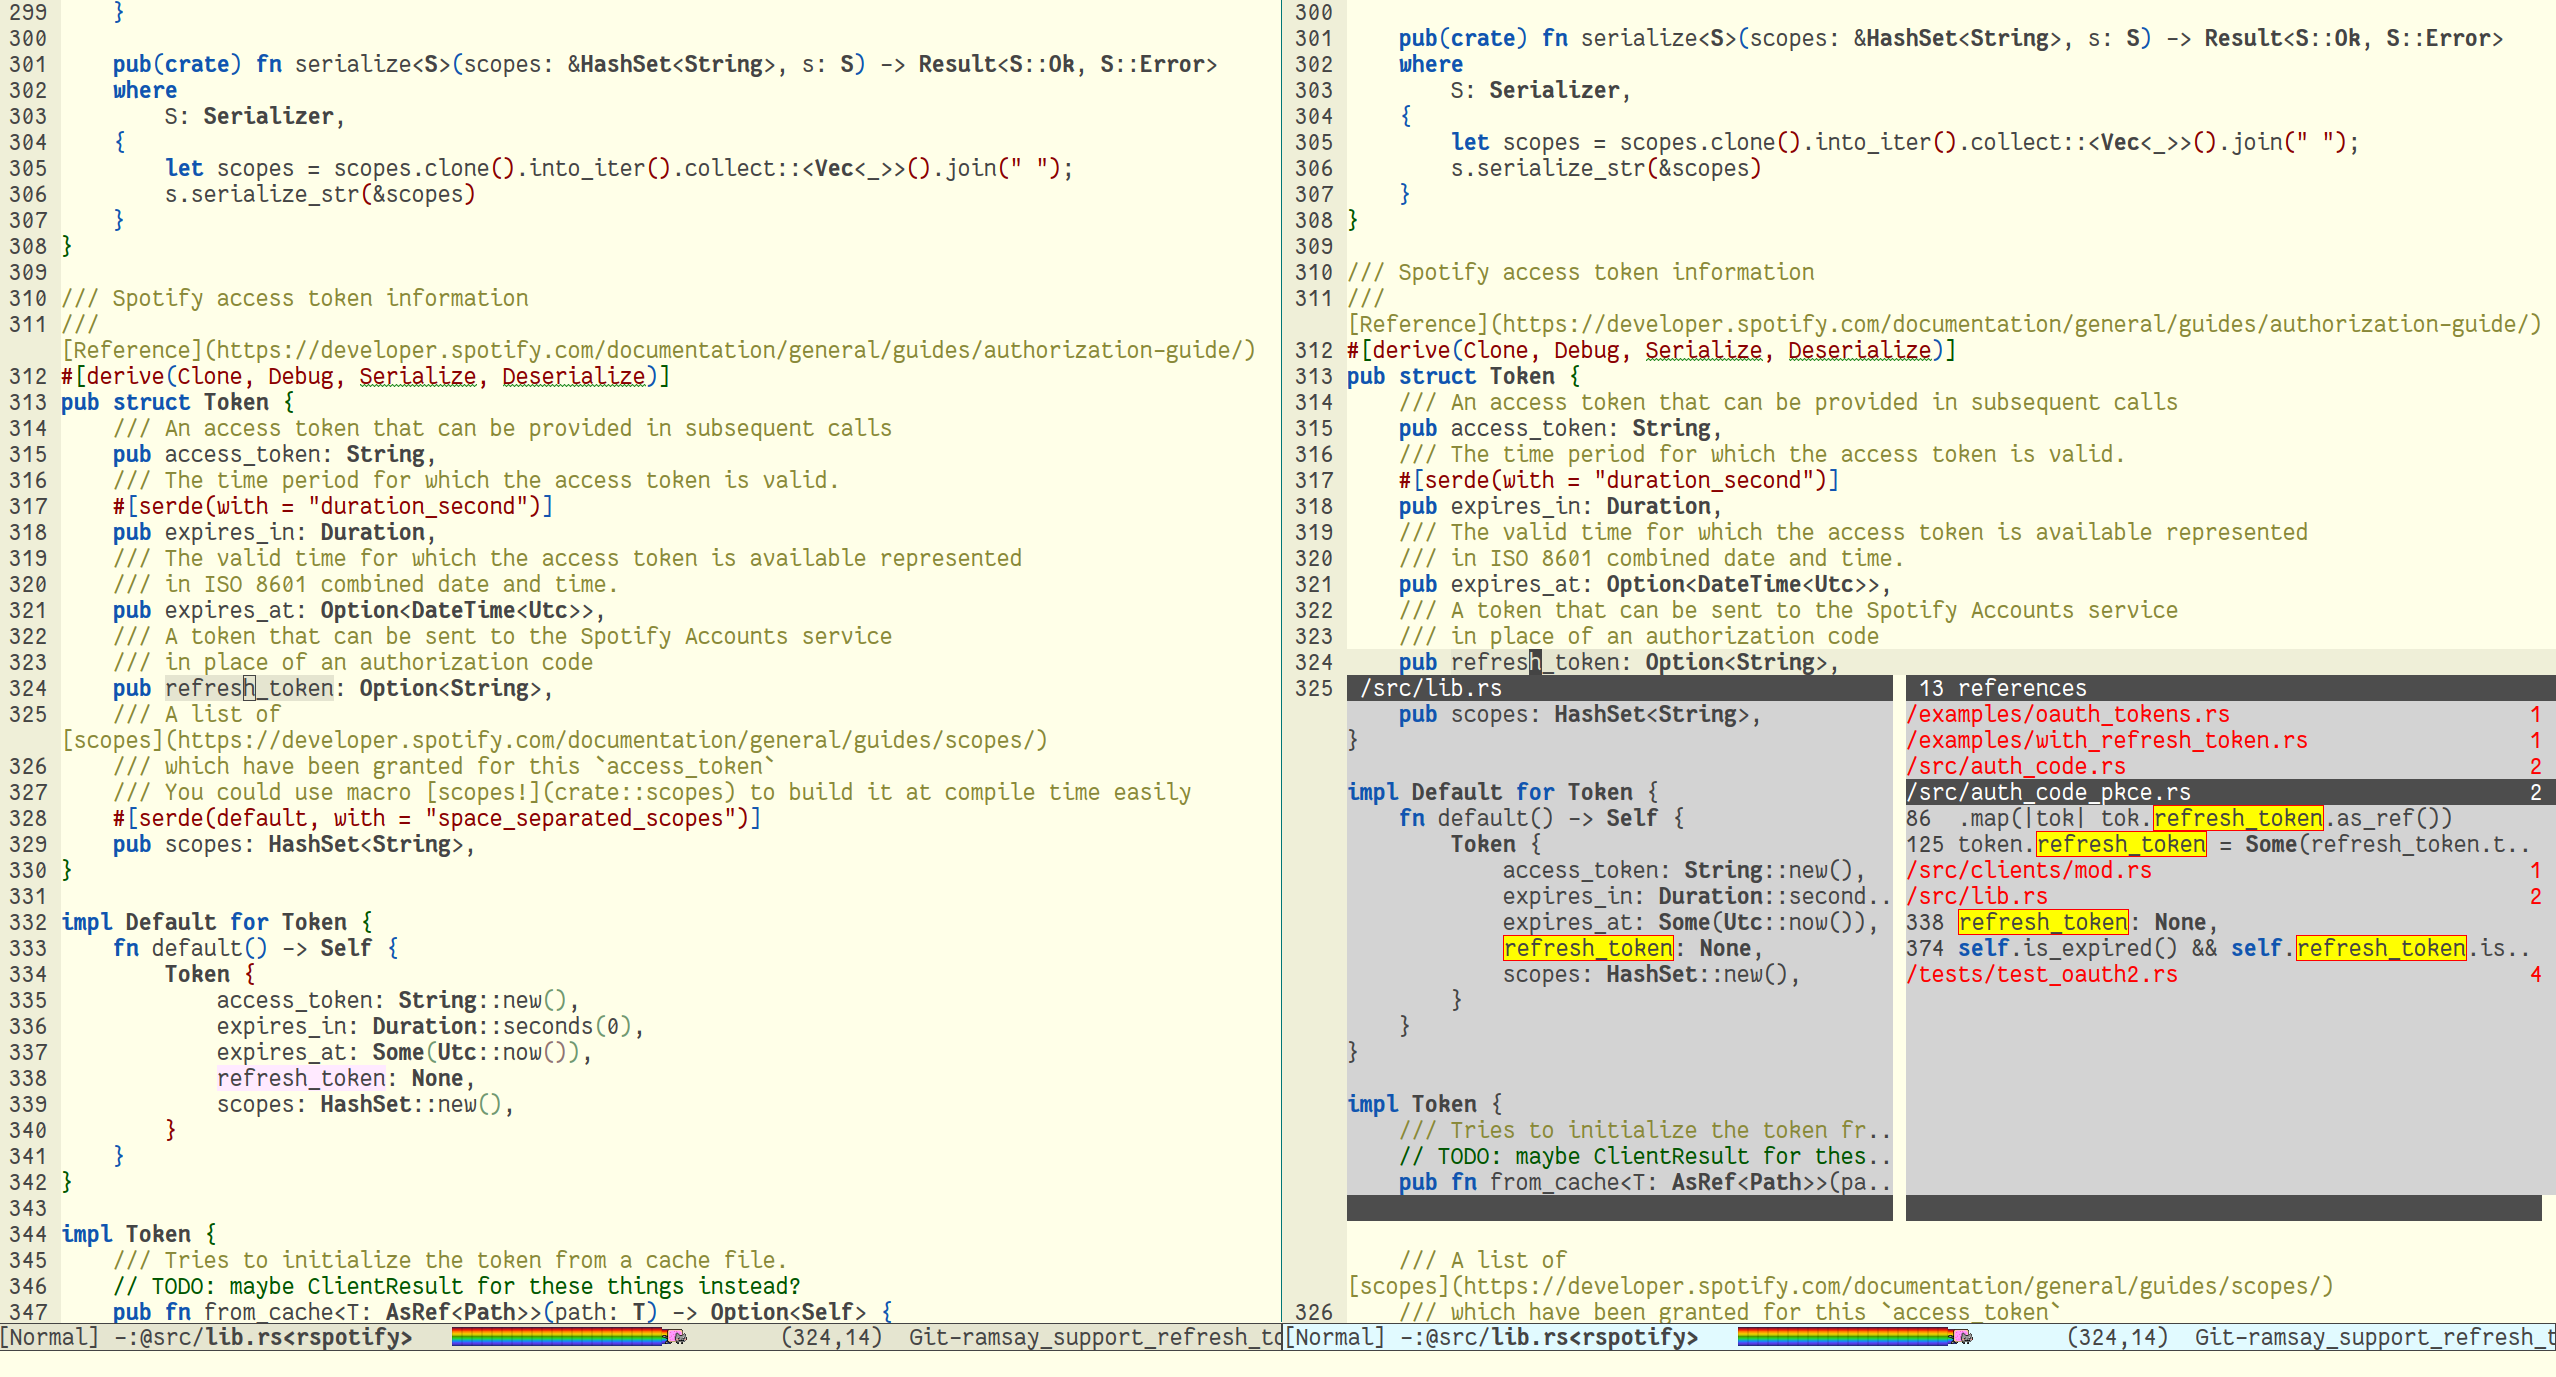 299     }
300
301     pub(crate) fn serialize<S>(scopes: &HashSet<String>, s: S) -> Result<S::Ok, S::Error>
302     where
303         S: Serializer,
304     {
305         let scopes = scopes.clone().into_iter().collect::<Vec<_>>().join(" ");
306         s.serialize_str(&scopes)
307     }
308 }
309
310 /// Spotify access token information
311 ///
[Reference](https://developer.spotify.com/documentation/general/guides/authorization-guide/)
312 #[derive(Clone, Debug, Serialize, Deserialize)]
313 pub struct Token {
314     /// An access token that can be provided in subsequent calls
315     pub access_token: String,
316     /// The time period for which the access token is valid.
317     #[serde(with = "duration_second")]
318     pub expires_in: Duration,
319     /// The valid time for which the access token is available represented
320     /// in ISO 8601 combined date and time.
321     pub expires_at: Option<DateTime<Utc>>,
322     /// A token that can be sent to the Spotify Accounts service
323     /// in place of an authorization code
324     pub refresh_token: Option<String>,
325     /// A list of
[scopes](https://developer.spotify.com/documentation/general/guides/scopes/)
326     /// which have been granted for this `access_token`
327     /// You could use macro [scopes!](crate::scopes) to build it at compile time easily
328     #[serde(default, with = "space_separated_scopes")]
329     pub scopes: HashSet<String>,
330 }
331
332 impl Default for Token {
333     fn default() -> Self {
334         Token {
335             access_token: String::new(),
336             expires_in: Duration::seconds(0),
337             expires_at: Some(Utc::now()),
338             refresh_token: None,
339             scopes: HashSet::new(),
340         }
341     }
342 }
343
344 impl Token {
345     /// Tries to initialize the token from a cache file.
346     // TODO: maybe ClientResult for these things instead?
347     pub fn from_cache<T: AsRef<Path>>(path: T) -> Option<Self> {
[Normal] -:@src/lib.rs<rspotify> (324,14) Git-ramsay_support_refresh_to
300
301     pub(crate) fn serialize<S>(scopes: &HashSet<String>, s: S) -> Result<S::Ok, S::Error>
302     where
303         S: Serializer,
304     {
305         let scopes = scopes.clone().into_iter().collect::<Vec<_>>().join(" ");
306         s.serialize_str(&scopes)
307     }
308 }
309
310 /// Spotify access token information
311 ///
[Reference](https://developer.spotify.com/documentation/general/guides/authorization-guide/)
312 #[derive(Clone, Debug, Serialize, Deserialize)]
313 pub struct Token {
314     /// An access token that can be provided in subsequent calls
315     pub access_token: String,
316     /// The time period for which the access token is valid.
317     #[serde(with = "duration_second")]
318     pub expires_in: Duration,
319     /// The valid time for which the access token is available represented
320     /// in ISO 8601 combined date and time.
321     pub expires_at: Option<DateTime<Utc>>,
322     /// A token that can be sent to the Spotify Accounts service
323     /// in place of an authorization code
324     pub refresh_token: Option<String>,
325 /src/lib.rs
    pub scopes: HashSet<String>,
}

impl Default for Token {
    fn default() -> Self {
        Token {
            access_token: String::new(),
            expires_in: Duration::second..
            expires_at: Some(Utc::now()),
            refresh_token: None,
            scopes: HashSet::new(),
        }
    }
}

impl Token {
    /// Tries to initialize the token fr..
    // TODO: maybe ClientResult for thes..
    pub fn from_cache<T: AsRef<Path>>(pa..
13 references
/examples/oauth_tokens.rs 1
/examples/with_refresh_token.rs 1
/src/auth_code.rs 2
/src/auth_code_pkce.rs 2
86  .map(|tok| tok.refresh_token.as_ref())
125 token.refresh_token = Some(refresh_token.t..
/src/clients/mod.rs 1
/src/lib.rs 2
338 refresh_token: None,
374 self.is_expired() && self.refresh_token.is..
/tests/test_oauth2.rs 4
    /// A list of
[scopes](https://developer.spotify.com/documentation/general/guides/scopes/)
326     /// which have been granted for this `access_token`
[Normal] -:@src/lib.rs<rspotify> (324,14) Git-ramsay_support_refresh_t